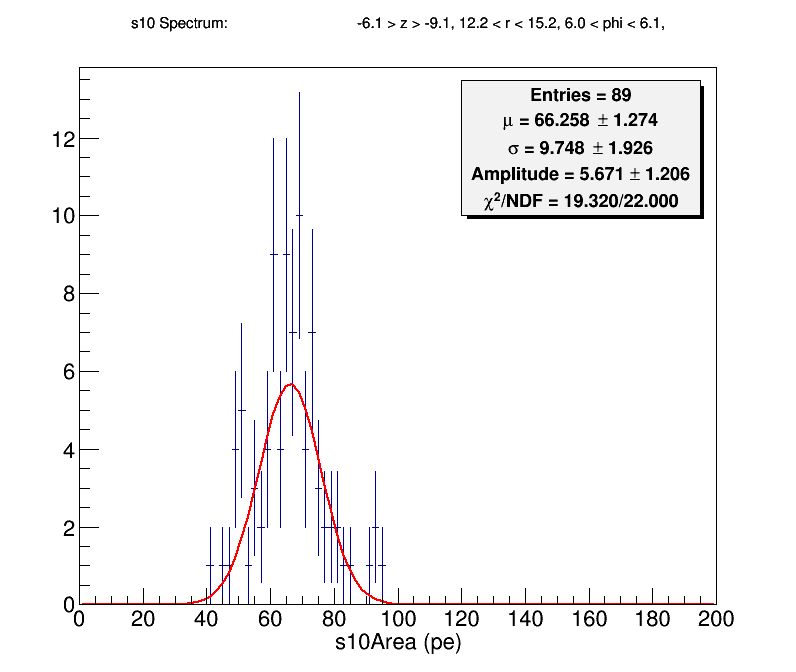 s10 Spectrum: -6.1 > z > -9.1, 12.2 < r < 15.2, 6.0 < phi < 6.1,
Entries = 89
μ = 66.258 ± 1.274
σ = 9.748 ± 1.926
Amplitude = 5.671 ± 1.206
χ²/NDF = 19.320/22.000
12
10
8
6
4
2
0
0 20 40 60 80 100 120 140 160 180 200
s10Area (pe)